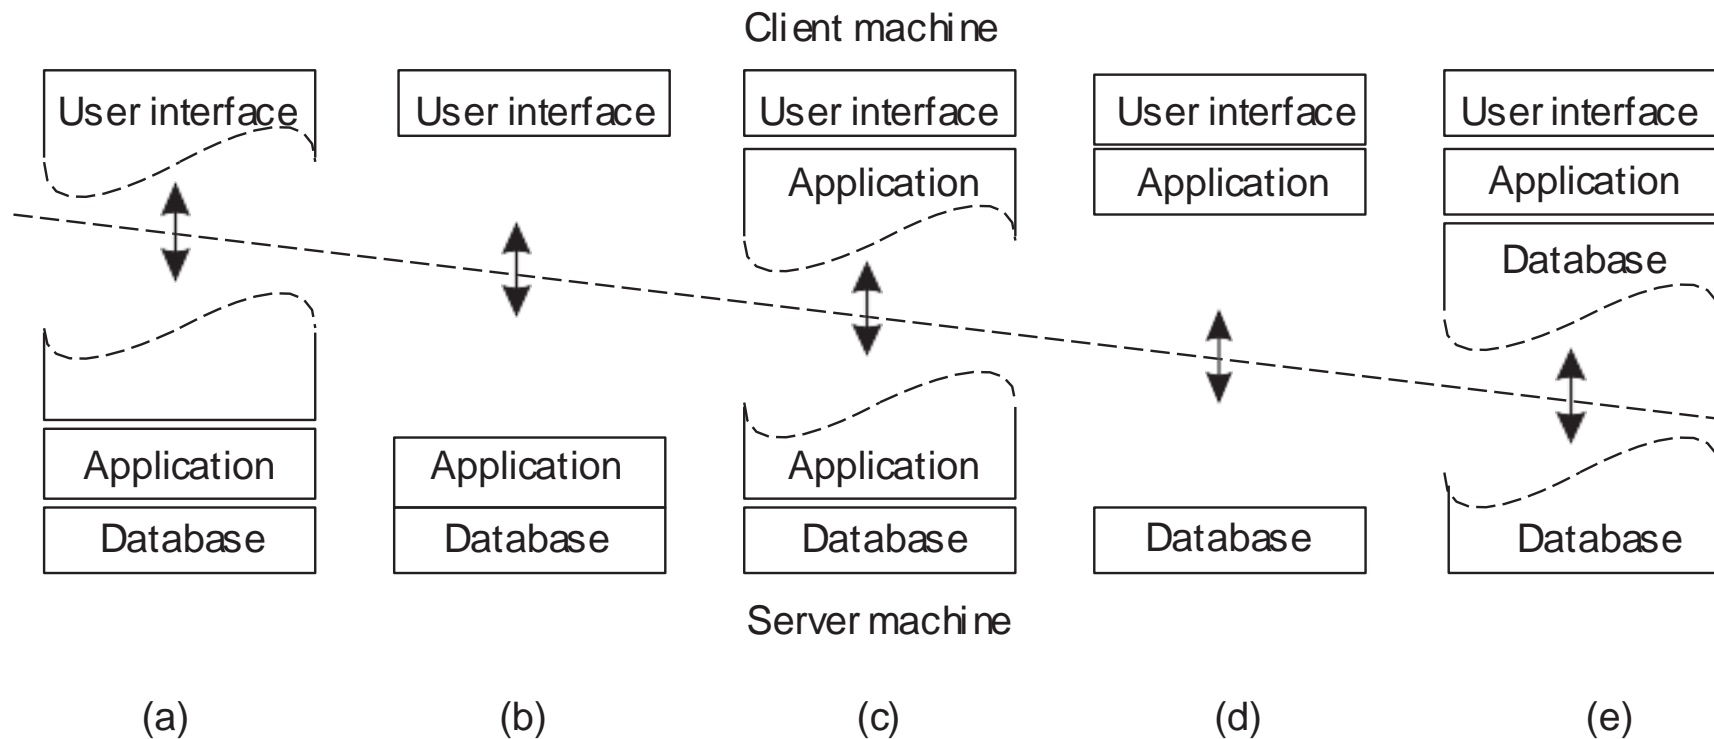 Client machine
User interface User interface User interface User interface User interface
Application Application Application
Database
Application Application Application
Database Database Database Database Database
Server machine
(a) (b) (c) (d) (e)